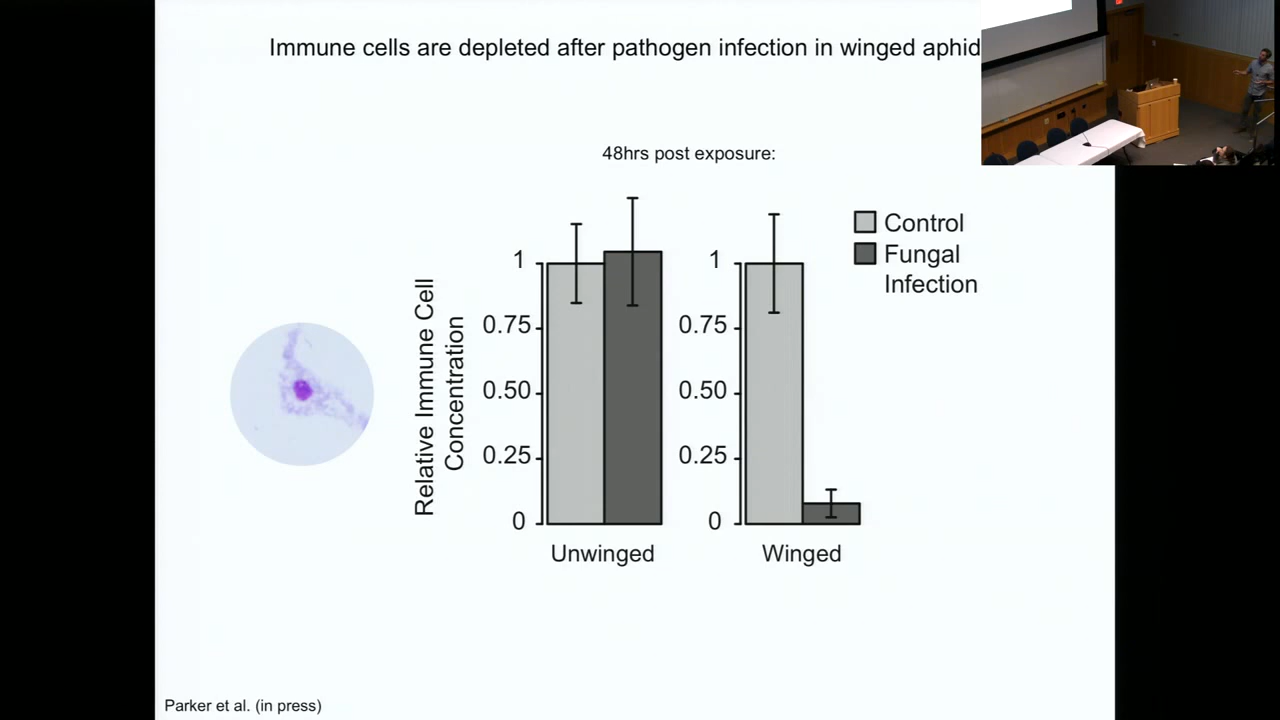 Immune cells are depleted after pathogen infection in winged aphid
48hrs post exposure:
Control
Fungal
Infection
Relative Immune Cell
Concentration
1
0.75
0.50
0.25
0
1
0.75
0.50
0.25
0
Unwinged
Winged
Parker et al. (in press)